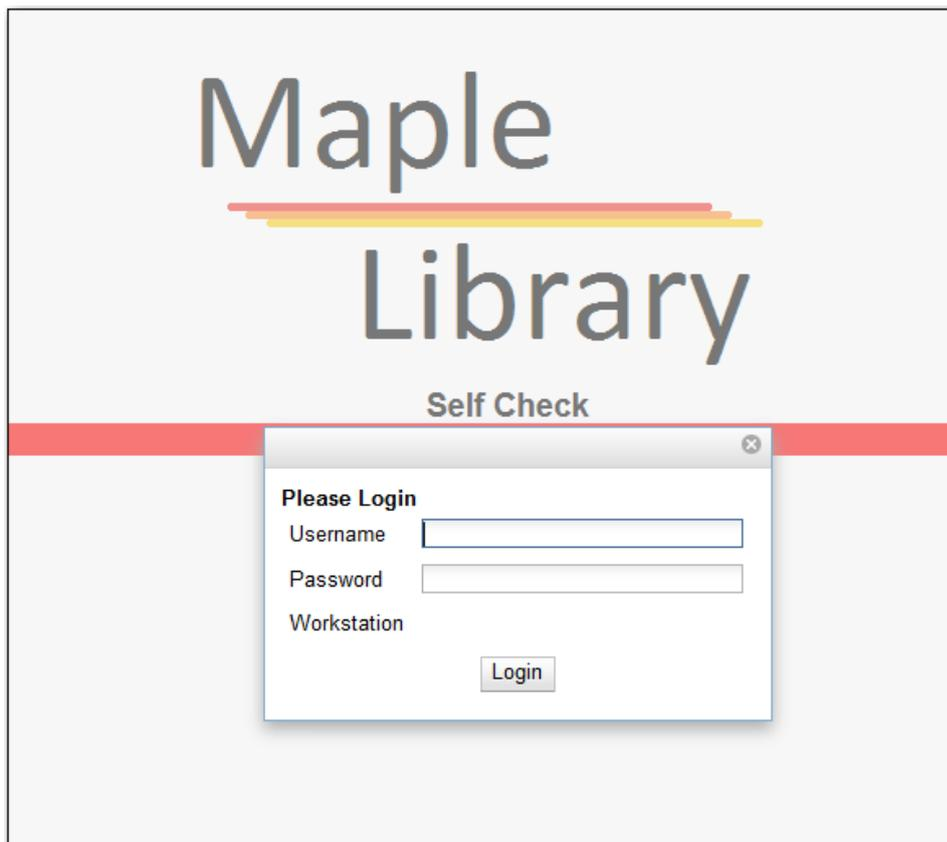 Maple
Library
Self Check
Please Login
Username
Password
Workstation
Login